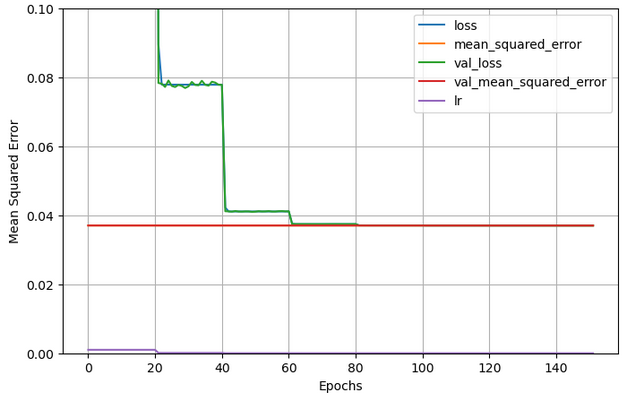 0.10
0.08
0.06
0.04
0.02
0.00
Mean Squared Error
loss
mean_squared_error
val_loss
val_mean_squared_error
lr
0 20 40 60 80 100 120 140
Epochs